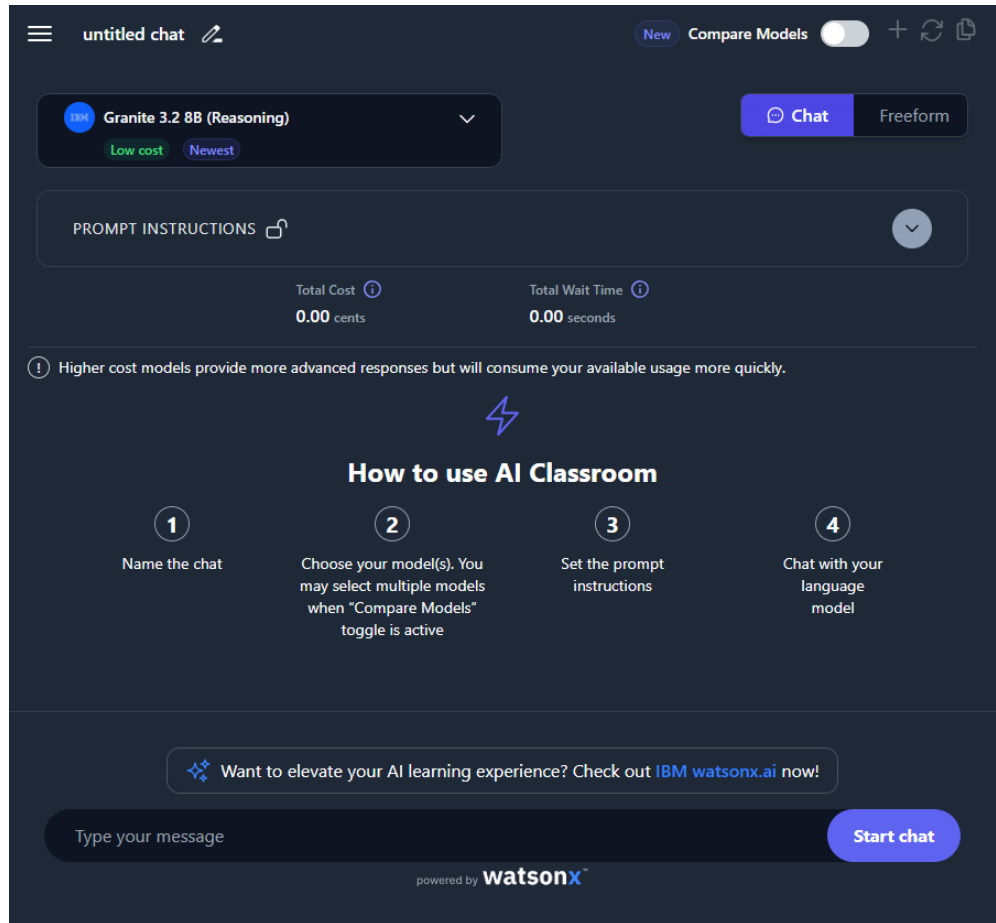 untitled chat
New Compare Models
IBM Granite 3.2 8B (Reasoning)
Low cost Newest
Chat Freeform
PROMPT INSTRUCTIONS
Total Cost Total Wait Time
0.00 cents 0.00 seconds
Higher cost models provide more advanced responses but will consume your available usage more quickly.
How to use AI Classroom
1
Name the chat
2
Choose your model(s). You
may select multiple models
when "Compare Models"
toggle is active
3
Set the prompt
instructions
4
Chat with your
language
model
Want to elevate your AI learning experience? Check out IBM watsonx.ai now!
Type your message
Start chat
powered by watsonx™